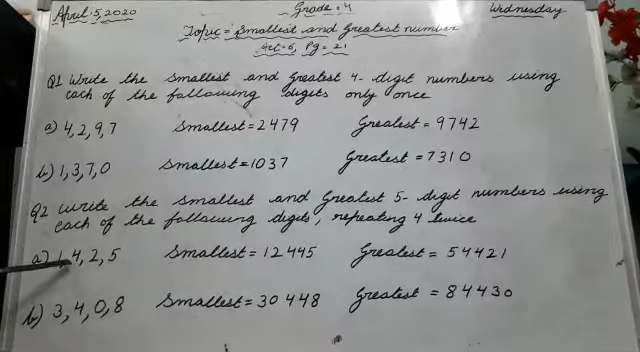 April.5,2020 Grade=4 Wednesday
Topic= Smallest and Greatest number
Act=6, Pg=21
Q1 Write the smallest and greatest 4-digit numbers using
each of the following digits only once
a) 4,2,9,7 Smallest=2479 Greatest=9742
b) 1,3,7,0 Smallest=1037 Greatest=7310
Q2 Write the smallest and Greatest 5-digit numbers using
each of the following digits, repeating 4 twice
a) 1,4,2,5 Smallest=12445 Greatest=54421
b) 3,4,0,8 Smallest=30448 Greatest=84430